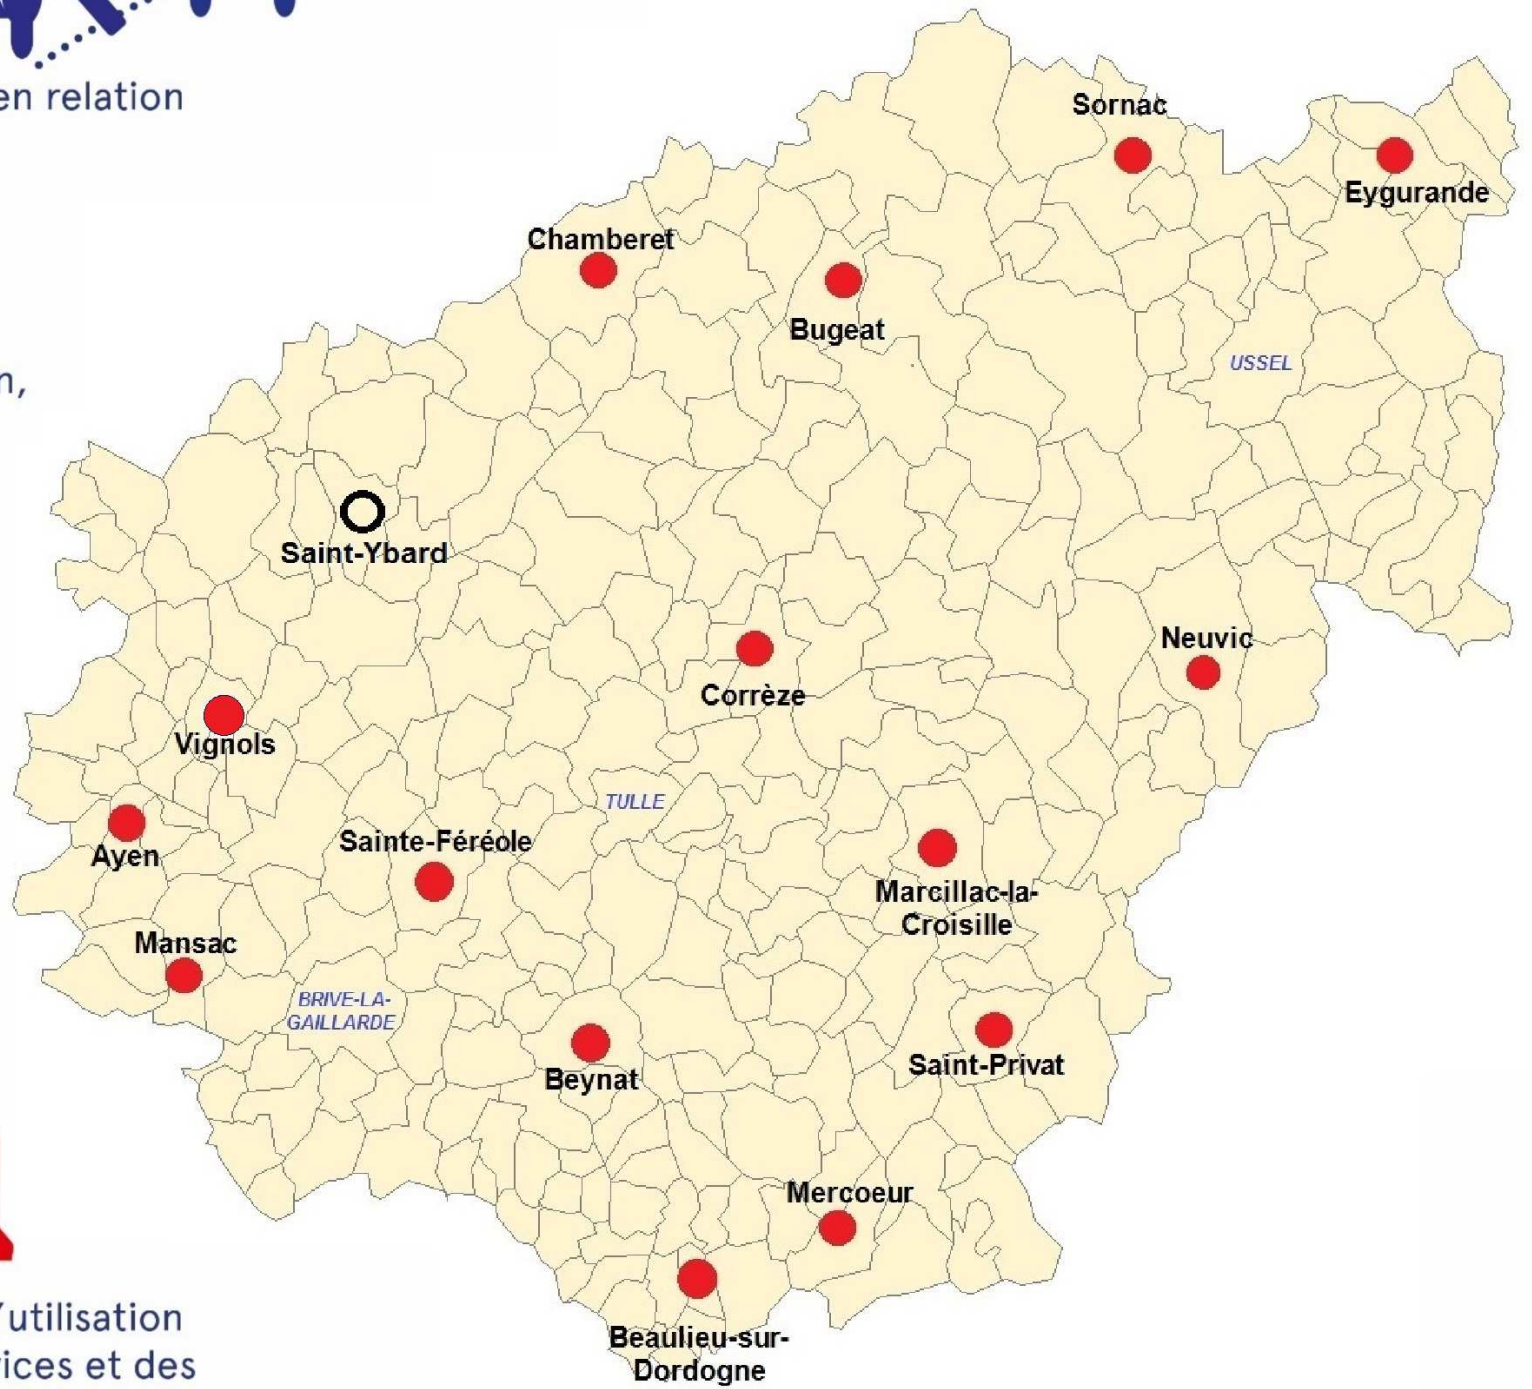 en relation
Sornac
Eygurande
Chamberet
Bugeat
USSEL
n,
Saint-Ybard
Neuvic
Corrèze
Vignols
TULLE
Sainte-Féréole
Ayen
Marcillac-la-
Croisille
Mansac
BRIVE-LA-
GAILLARDE
Saint-Privat
Beynat
Mercoeur
'utilisation
Beaulieu-sur-
Dordogne
ices et des